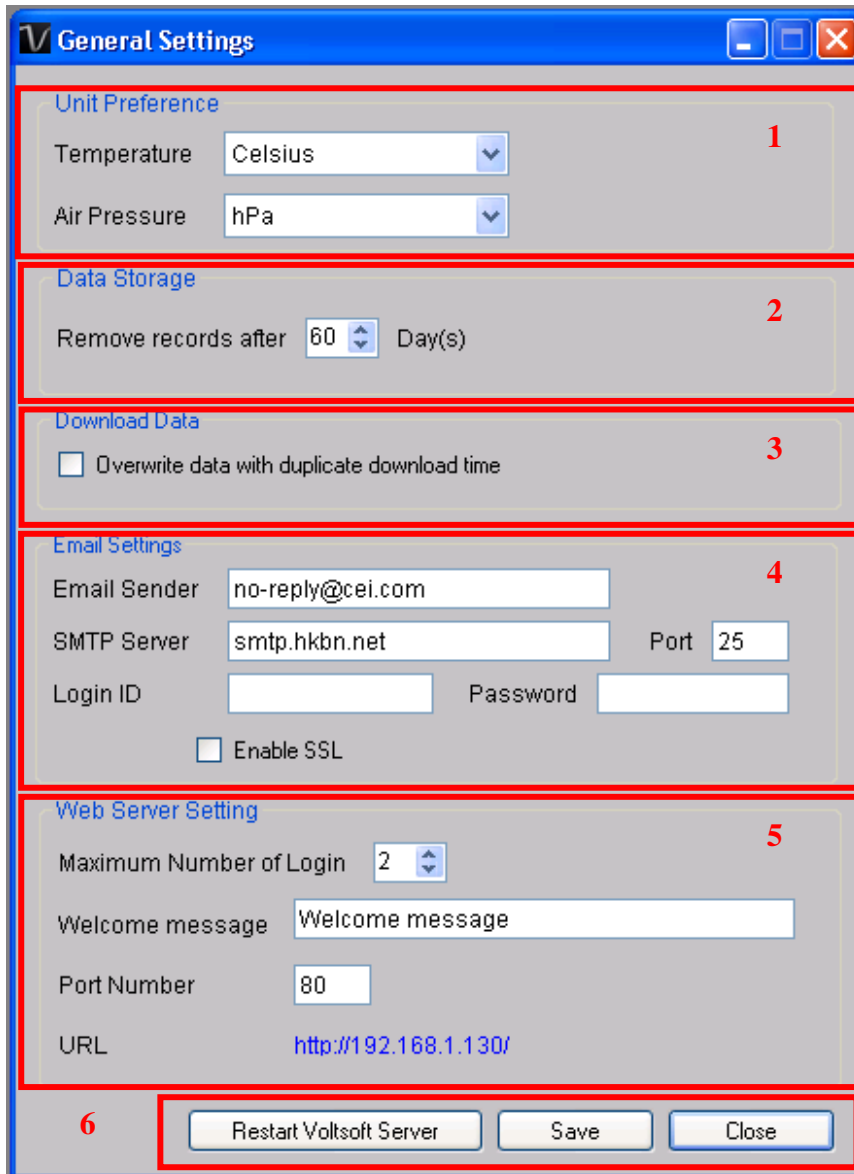 General Settings
Unit Preference
1
Temperature Celsius
Air Pressure hPa
Data Storage
2
Remove records after 60 Day(s)
Download Data
3
Overwrite data with duplicate download time
Email Settings
4
Email Sender no-reply@cei.com
SMTP Server smtp.hkbn.net Port 25
Login ID Password
Enable SSL
Web Server Setting
5
Maximum Number of Login 2
Welcome message Welcome message
Port Number 80
URL http://192.168.1.130/
6
Restart Voltsoft Server Save Close